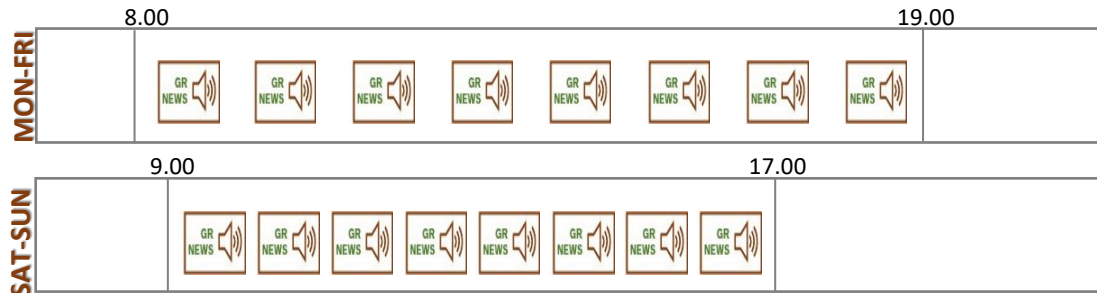 8.00 19.00
MON-FRI
GR GR GR GR GR GR GR GR
NEWS NEWS NEWS NEWS NEWS NEWS NEWS NEWS
9.00 17.00
SAT-SUN
GR GR GR GR GR GR GR GR
NEWS NEWS NEWS NEWS NEWS NEWS NEWS NEWS